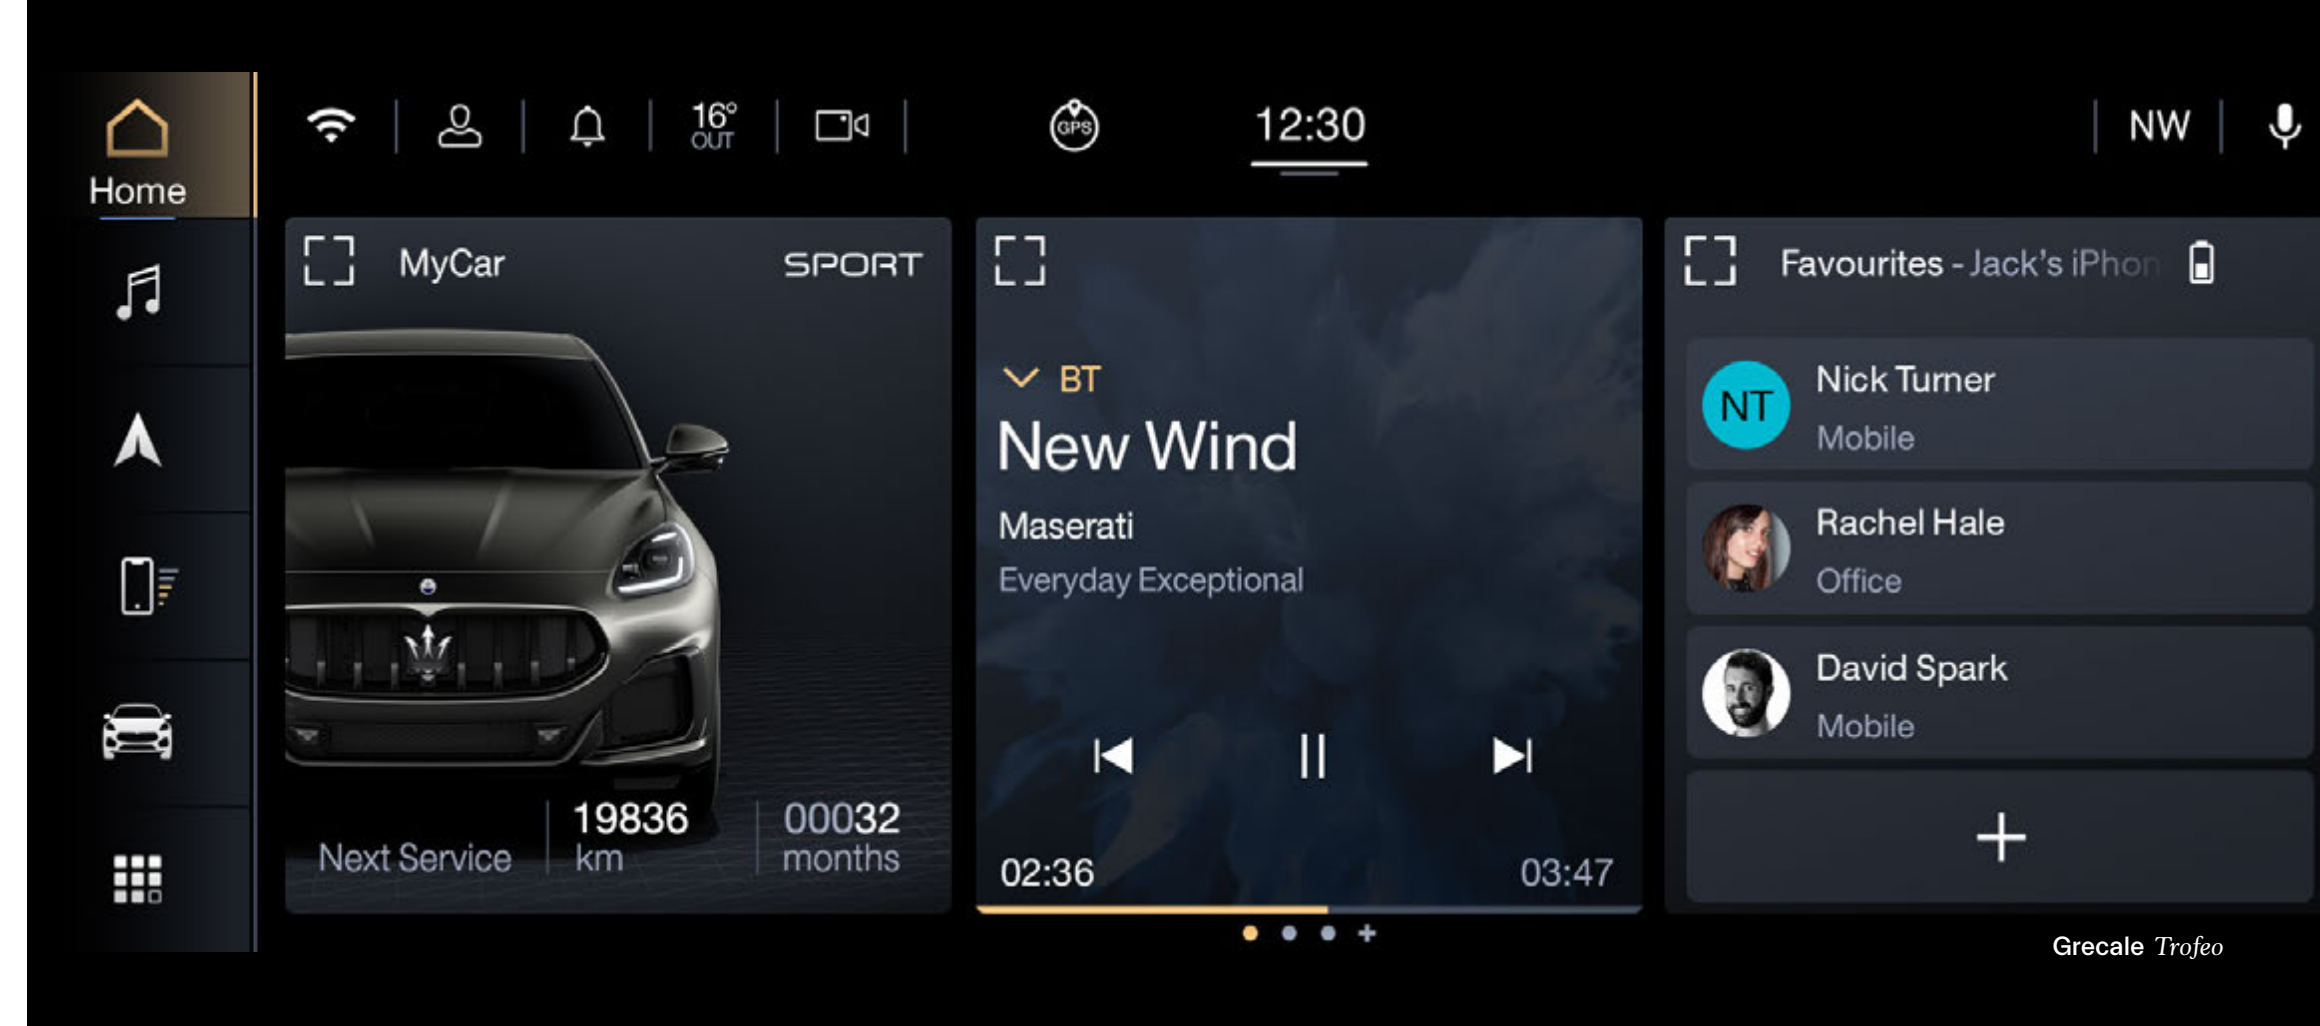 Home
16°
OUT
GPS
12:30
NW
MyCar
SPORT
Next Service
19836
km
00032
months
BT
New Wind
Maserati
Everyday Exceptional
02:36
03:47
Favourites - Jack's iPhon
NT
Nick Turner
Mobile
Rachel Hale
Office
David Spark
Mobile
Grecale Trofeo